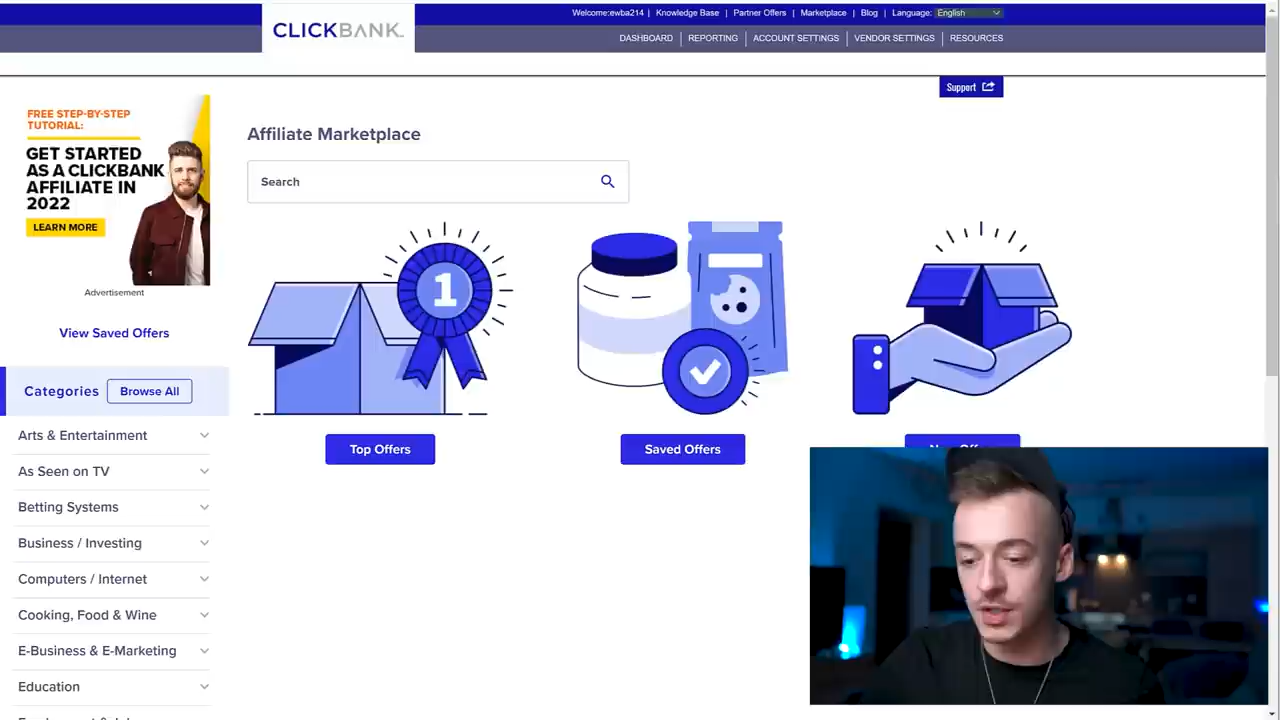 Welcome:ewba214 | Knowledge Base | Partner Offers | Marketplace | Blog | Language: English
CLICKBANK
DASHBOARD | REPORTING | ACCOUNT SETTINGS | VENDOR SETTINGS | RESOURCES
Support
FREE STEP-BY-STEP
TUTORIAL:
GET STARTED
AS A CLICKBANK
AFFILIATE IN
2022
LEARN MORE
Advertisement
View Saved Offers
Categories
Browse All
Arts & Entertainment
As Seen on TV
Betting Systems
Business / Investing
Computers / Internet
Cooking, Food & Wine
E-Business & E-Marketing
Education
Affiliate Marketplace
Search
1
Top Offers
Saved Offers